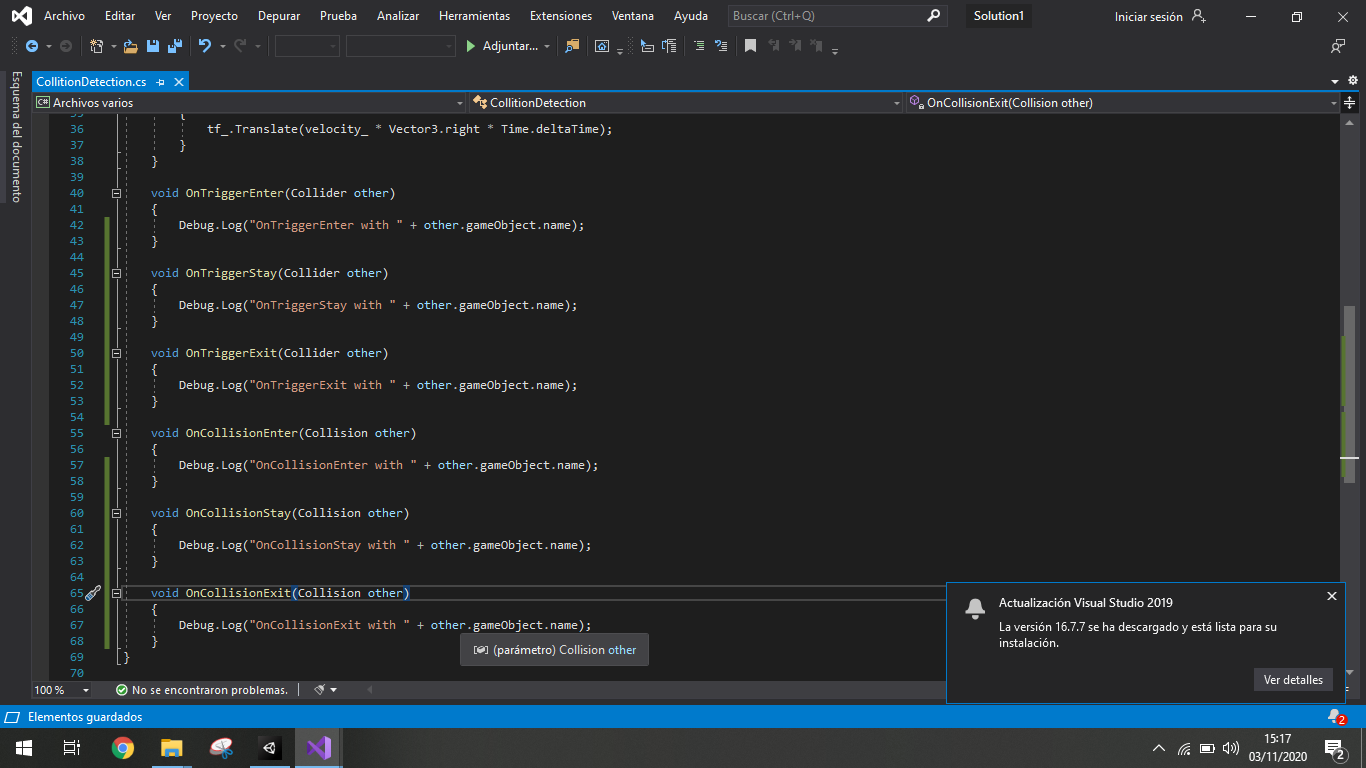 Archivo Editar Ver Proyecto Depurar Prueba Analizar Herramientas Extensiones Ventana Ayuda Buscar (Ctrl+Q) Solution1 Iniciar sesión
Adjuntar...
Esquema del documento
CollitionDetection.cs
Archivos varios CollitionDetection OnCollisionExit(Collision other)
{
36 tf_.Translate(velocity_ * Vector3.right * Time.deltaTime);
37 }
38 }
39
40 void OnTriggerEnter(Collider other)
41 {
42 Debug.Log("OnTriggerEnter with " + other.gameObject.name);
43 }
44
45 void OnTriggerStay(Collider other)
46 {
47 Debug.Log("OnTriggerStay with " + other.gameObject.name);
48 }
49
50 void OnTriggerExit(Collider other)
51 {
52 Debug.Log("OnTriggerExit with " + other.gameObject.name);
53 }
54
55 void OnCollisionEnter(Collision other)
56 {
57 Debug.Log("OnCollisionEnter with " + other.gameObject.name);
58 }
59
60 void OnCollisionStay(Collision other)
61 {
62 Debug.Log("OnCollisionStay with " + other.gameObject.name);
63 }
64
65 void OnCollisionExit(Collision other)
66 {
67 Debug.Log("OnCollisionExit with " + other.gameObject.name);
68 }
69 }
70
(parámetro) Collision other
Actualización Visual Studio 2019
La versión 16.7.7 se ha descargado y está lista para su
instalación.
Ver detalles
100 % No se encontraron problemas.
Elementos guardados 2
15:17
03/11/2020
2